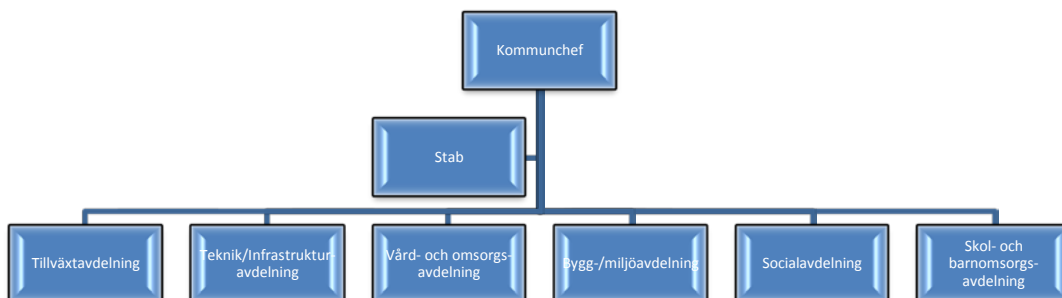 Kommunchef
Stab
Tillväxtavdelning
Teknik/Infrastruktur-
avdelning
Vård- och omsorgs-
avdelning
Bygg-/miljöavdelning
Socialavdelning
Skol- och
barnomsorgs-
avdelning